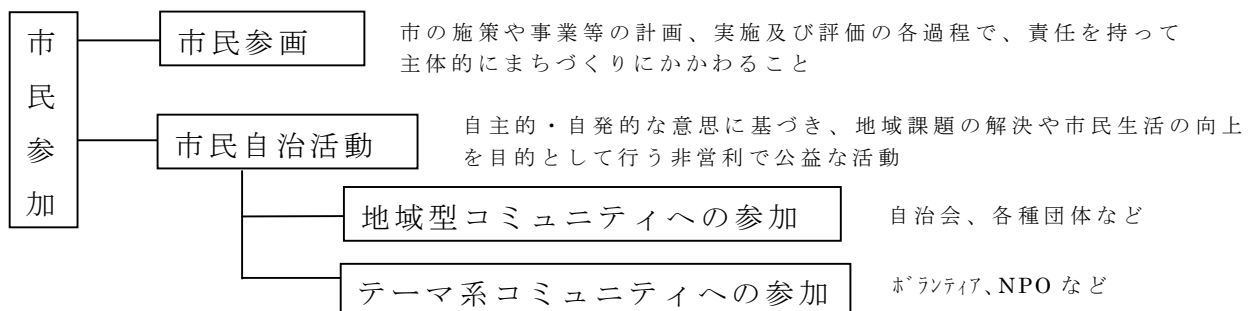 市民参加
市民参画
市の施策や事業等の計画、実施及び評価の各過程で、責任を持って
主体的にまちづくりにかかわること
市民自治活動
自主的・自発的な意思に基づき、地域課題の解決や市民生活の向上
を目的として行う非営利で公益な活動
地域型コミュニティへの参加
自治会、各種団体など
テーマ系コミュニティへの参加
ボランティア、NPO など